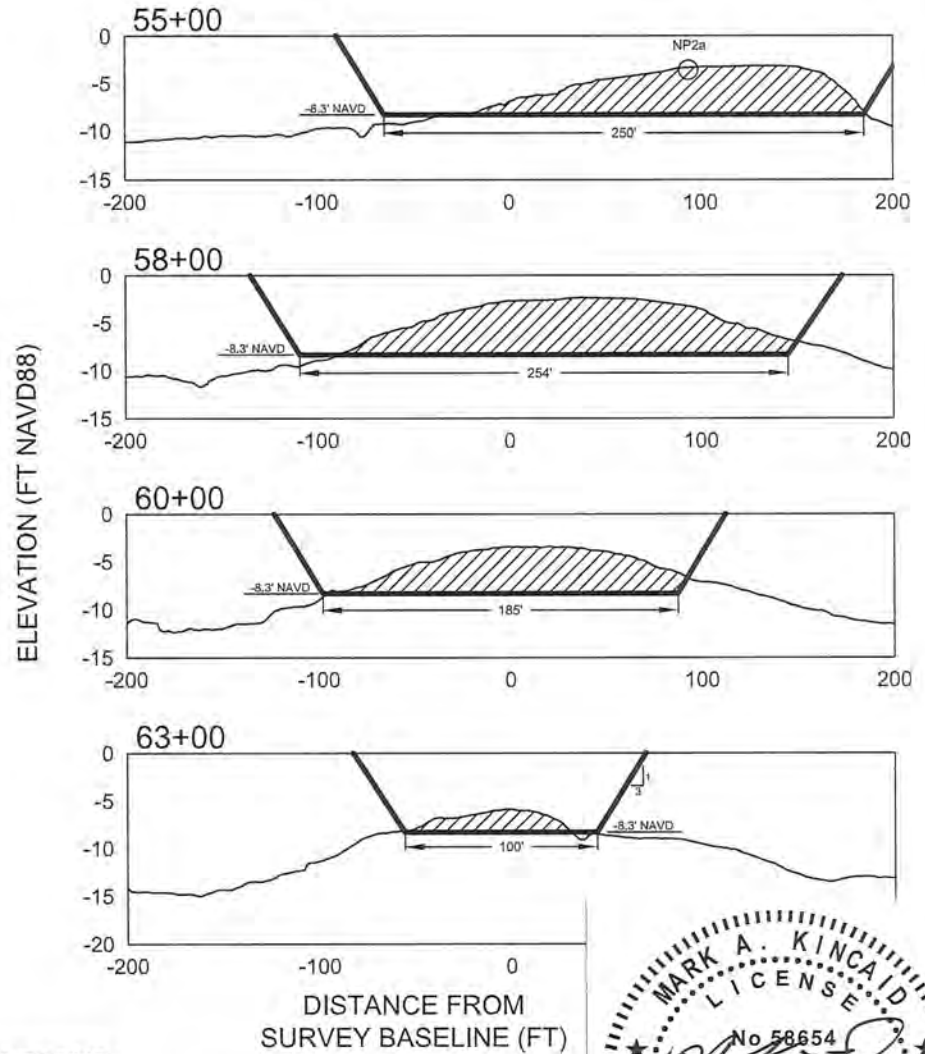 55+00
0
-5
-10
-15
NP2a
-8.3' NAVD
250'
-200 -100 0 100 200
58+00
0
-5
-10
-15
-8.3' NAVD
254'
-200 -100 0 100 200
60+00
0
-5
-10
-15
-8.3' NAVD
185'
-200 -100 0 100 200
63+00
0
-5
-10
-15
-20
1
3
-8.3' NAVD
100'
-200 -100 0
ELEVATION (FT NAVD88)
DISTANCE FROM
SURVEY BASELINE (FT)
MARK A. KINCAID
LICENSE
No 58654